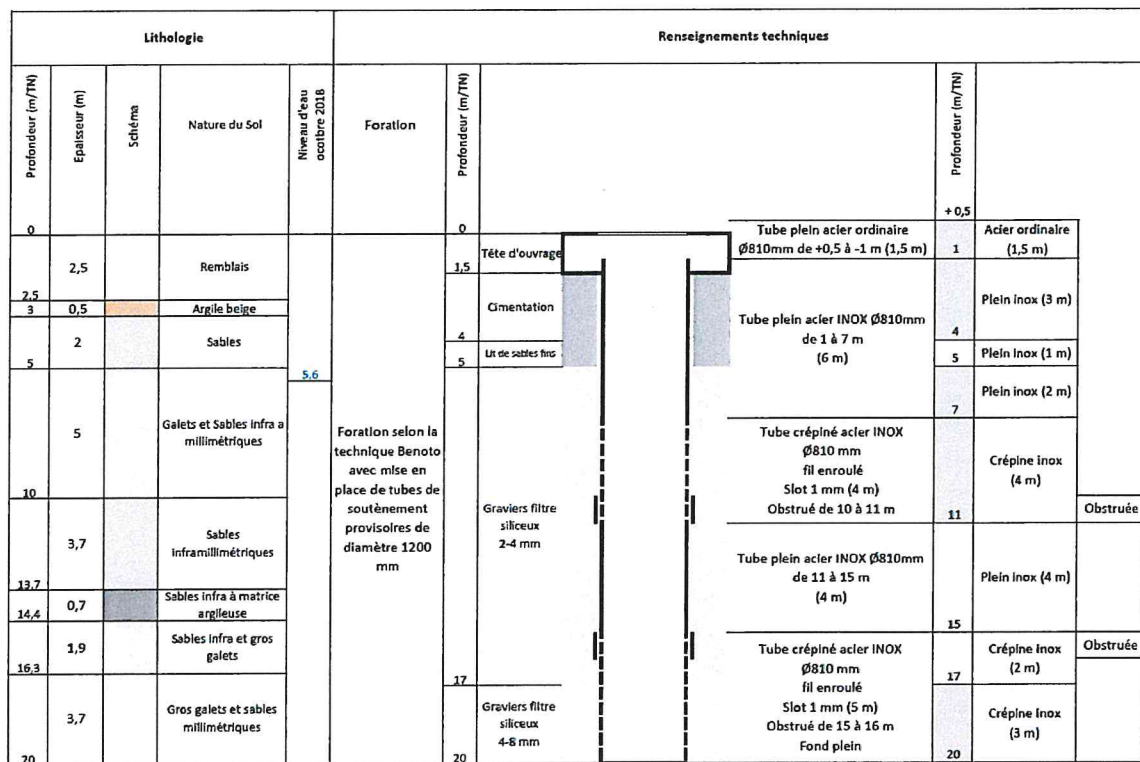 Lithologie
Renseignements techniques
Profondeur (m/TN)
Epaisseur (m)
Schéma
Nature du Sol
Niveau d'eau
ocotbre 2018
Foration
Profondeur (m/TN)
Profondeur (m/TN)
+ 0,5
0
2,5
Remblais
2,5
0,5
Argile beige
3
2
Sables
5
5,6
5
Galets et Sables infra a
millimétriques
10
3,7
Sables
inframillimétriques
13,7
0,7
Sables infra à matrice
argileuse
14,4
1,9
Sables infra et gros
galets
16,3
3,7
Gros galets et sables
millimétriques
20
Foration selon la
technique Benoto
avec mise en
place de tubes de
soutènement
provisoires de
diamètre 1200
mm
0
Tête d'ouvrage
1,5
Cimentation
4
Lit de sables fins
5
Graviers filtre
siliceux
2-4 mm
17
Graviers filtre
siliceux
4-8 mm
20
Tube plein acier ordinaire
Ø810mm de +0,5 à -1 m (1,5 m)
Tube plein acier INOX Ø810mm
de 1 à 7 m
(6 m)
Tube crépiné acier INOX
Ø810 mm
fil enroulé
Slot 1 mm (4 m)
Obstrué de 10 à 11 m
Tube plein acier INOX Ø810mm
de 11 à 15 m
(4 m)
Tube crépiné acier INOX
Ø810 mm
fil enroulé
Slot 1 mm (5 m)
Obstrué de 15 à 16 m
Fond plein
1
Acier ordinaire
(1,5 m)
Plein inox (3 m)
4
5
Plein inox (1 m)
Plein inox (2 m)
7
Crépine inox
(4 m)
11
Obstruée
Plein inox (4 m)
15
Crépine inox
(2 m)
Obstruée
17
Crépine inox
(3 m)
20